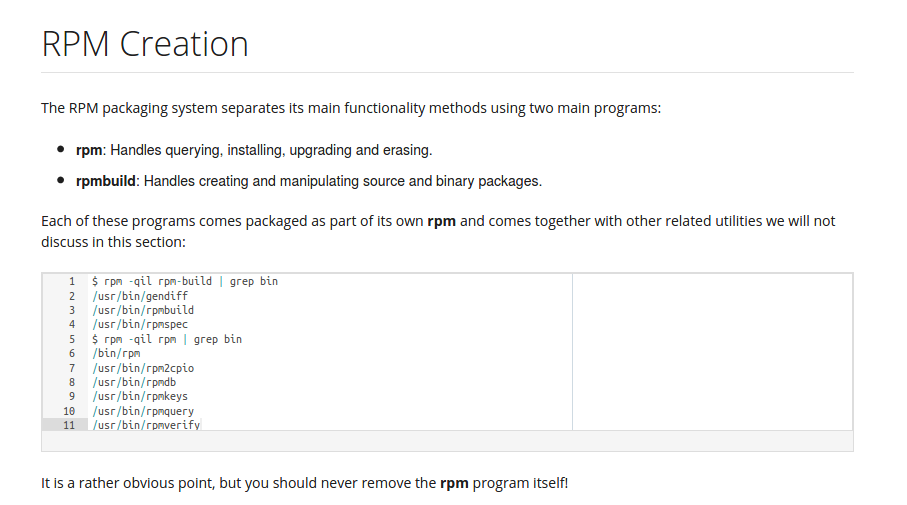 RPM Creation
The RPM packaging system separates its main functionality methods using two main programs:
• rpm: Handles querying, installing, upgrading and erasing.
• rpmbuild: Handles creating and manipulating source and binary packages.
Each of these programs comes packaged as part of its own rpm and comes together with other related utilities we will not
discuss in this section:
1 $ rpm -qil rpm-build | grep bin
2 /usr/bin/gendiff
3 /usr/bin/rpmbuild
4 /usr/bin/rpmspec
5 $ rpm -qil rpm | grep bin
6 /bin/rpm
7 /usr/bin/rpm2cpio
8 /usr/bin/rpmdb
9 /usr/bin/rpmkeys
10 /usr/bin/rpmquery
11 /usr/bin/rpmverify
It is a rather obvious point, but you should never remove the rpm program itself!